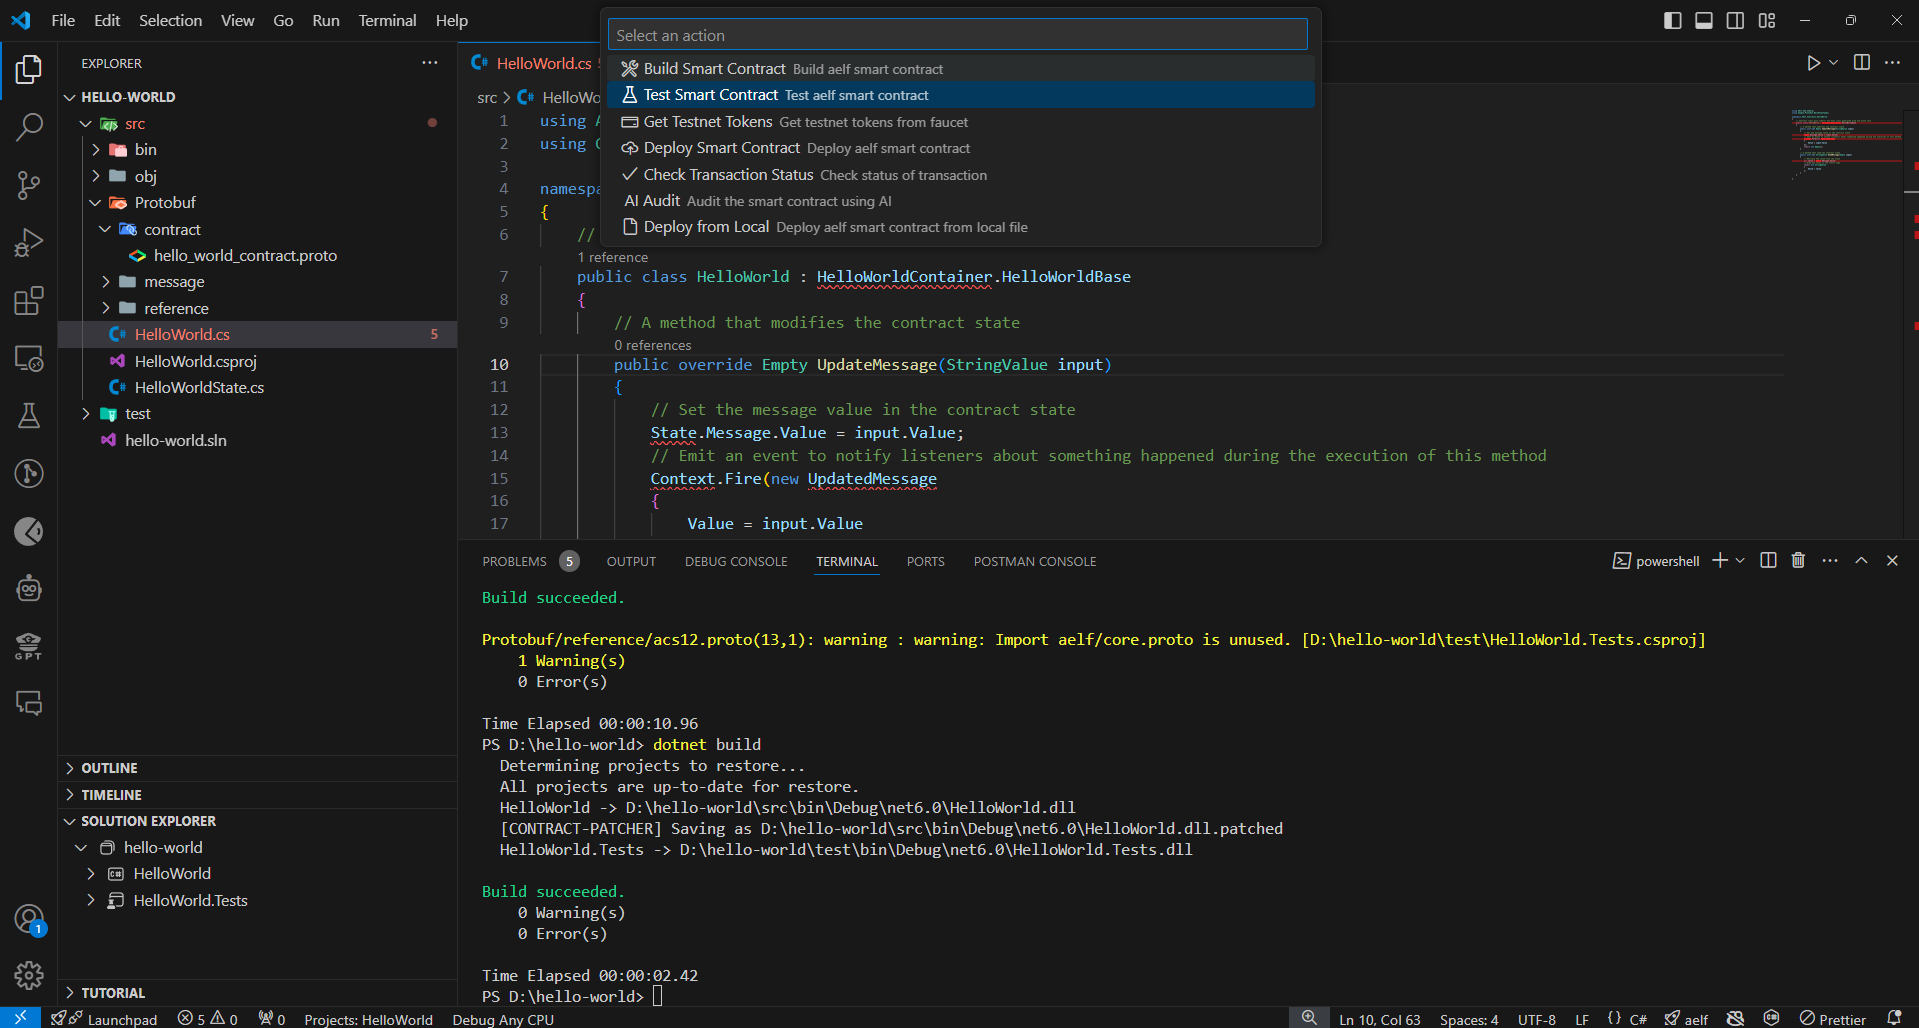 File Edit Selection View Go Run Terminal Help
Select an action
Build Smart Contract Build aelf smart contract
Test Smart Contract Test aelf smart contract
Get Testnet Tokens Get testnet tokens from faucet
Deploy Smart Contract Deploy aelf smart contract
Check Transaction Status Check status of transaction
AI Audit Audit the smart contract using AI
Deploy from Local Deploy aelf smart contract from local file
EXPLORER
HELLO-WORLD
src
bin
obj
Protobuf
contract
hello_world_contract.proto
message
reference
HelloWorld.cs 5
HelloWorld.csproj
HelloWorldState.cs
test
hello-world.sln
OUTLINE
TIMELINE
SOLUTION EXPLORER
hello-world
HelloWorld
HelloWorld.Tests
TUTORIAL
GPT
1
HelloWorld.cs
src > HelloWo
1 using
2 using
3
4 namespa
5 {
6 //
1 reference
7 public class HelloWorld : HelloWorldContainer.HelloWorldBase
8 {
9 // A method that modifies the contract state
0 references
10 public override Empty UpdateMessage(StringValue input)
11 {
12 // Set the message value in the contract state
13 State.Message.Value = input.Value;
14 // Emit an event to notify listeners about something happened during the execution of this method
15 Context.Fire(new UpdatedMessage
16 {
17 Value = input.Value
PROBLEMS 5 OUTPUT DEBUG CONSOLE TERMINAL PORTS POSTMAN CONSOLE powershell
Build succeeded.
Protobuf/reference/acs12.proto(13,1): warning : warning: Import aelf/core.proto is unused. [D:\hello-world\test\HelloWorld.Tests.csproj]
1 Warning(s)
0 Error(s)
Time Elapsed 00:00:10.96
PS D:\hello-world> dotnet build
Determining projects to restore...
All projects are up-to-date for restore.
HelloWorld -> D:\hello-world\src\bin\Debug\net6.0\HelloWorld.dll
[CONTRACT-PATCHER] Saving as D:\hello-world\src\bin\Debug\net6.0\HelloWorld.dll.patched
HelloWorld.Tests -> D:\hello-world\test\bin\Debug\net6.0\HelloWorld.Tests.dll
Build succeeded.
0 Warning(s)
0 Error(s)
Time Elapsed 00:00:02.42
PS D:\hello-world>
Launchpad 5 0 0 Projects: HelloWorld Debug Any CPU Ln 10, Col 63 Spaces: 4 UTF-8 LF {} C# aelf Prettier